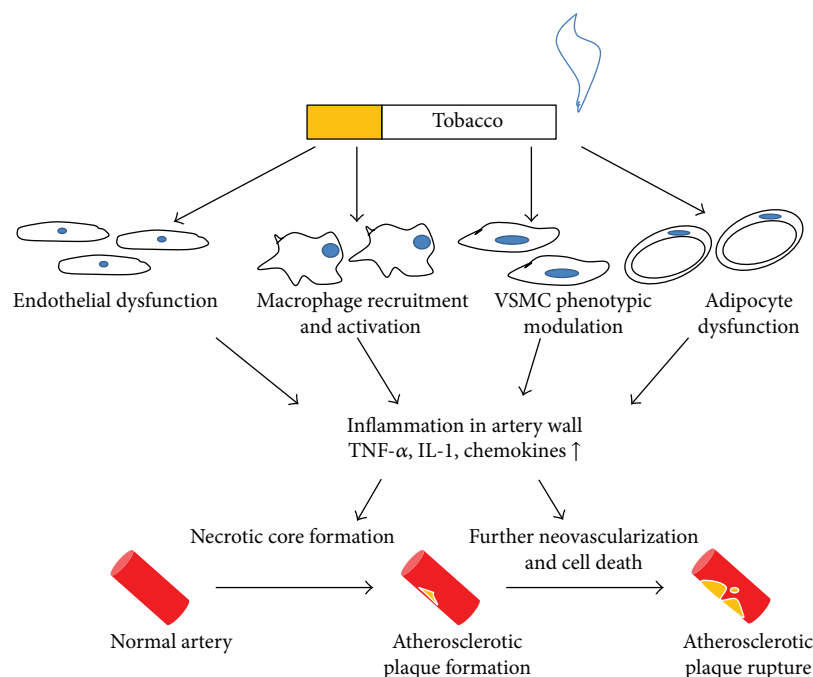 Tobacco
Endothelial dysfunction
Macrophage recruitment
and activation
VSMC phenotypic
modulation
Adipocyte
dysfunction
Inflammation in artery wall
TNF-α, IL-1, chemokines ↑
Necrotic core formation
Further neovascularization
and cell death
Normal artery
Atherosclerotic
plaque formation
Atherosclerotic
plaque rupture